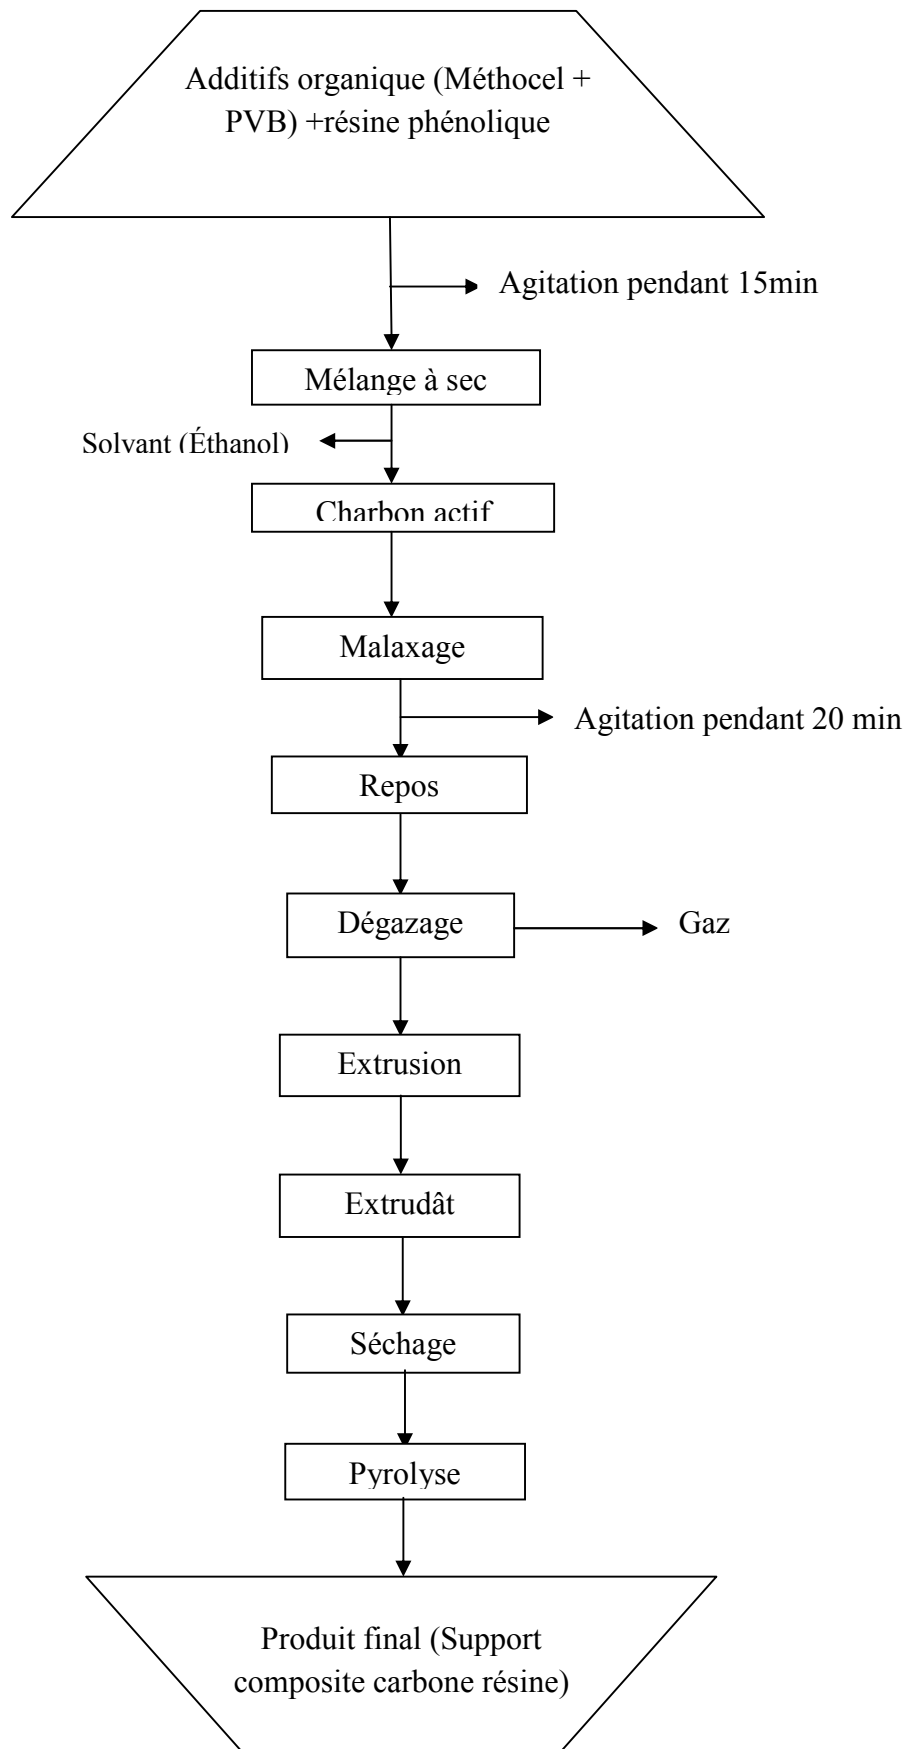 Additifs organique (Méthocel +
PVB) +résine phénolique
Agitation pendant 15min
Mélange à sec
Solvant (Éthanol)
Charbon actif
Malaxage
Agitation pendant 20 min
Repos
Dégazage
Gaz
Extrusion
Extrudât
Séchage
Pyrolyse
Produit final (Support
composite carbone résine)